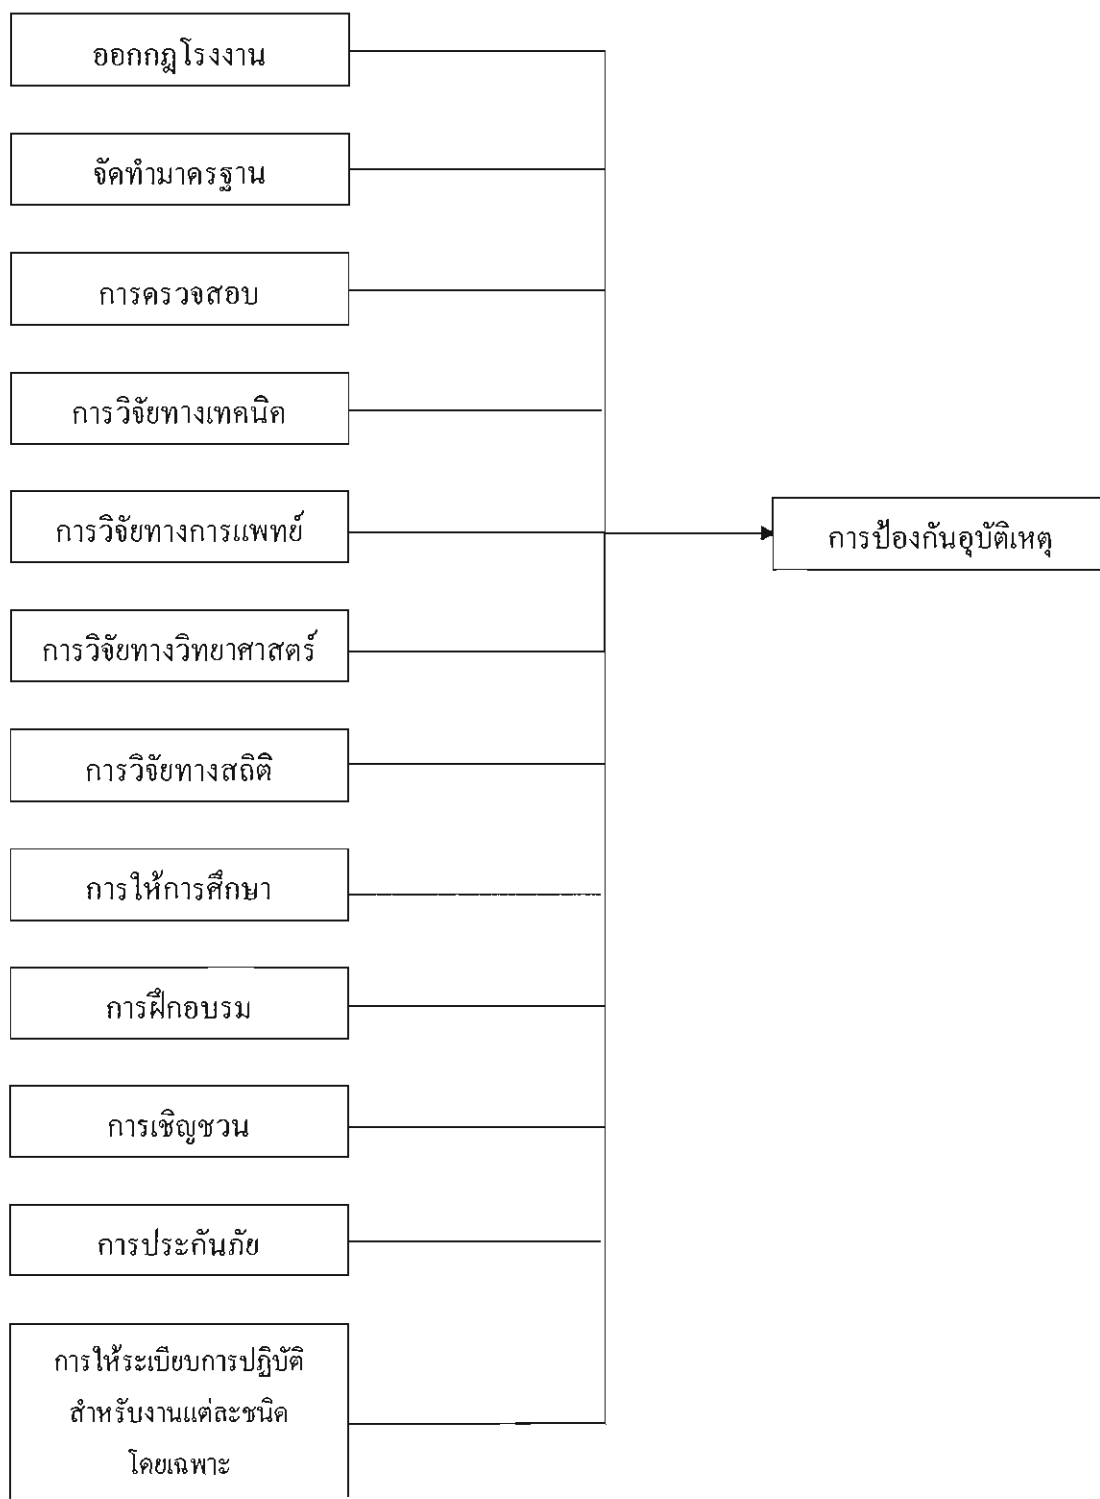 ออกกฎโรงงาน
จัดทำมาตรฐาน
การตรวจสอบ
การวิจัยทางเทคนิค
การวิจัยทางการแพทย์
การป้องกันอุบัติเหตุ
การวิจัยทางวิทยาศาสตร์
การวิจัยทางสถิติ
การให้การศึกษา
การฝึกอบรม
การเชิญชวน
การประกันภัย
การให้ระเบียบการปฏิบัติ
สำหรับงานแต่ละชนิด
โดยเฉพาะ